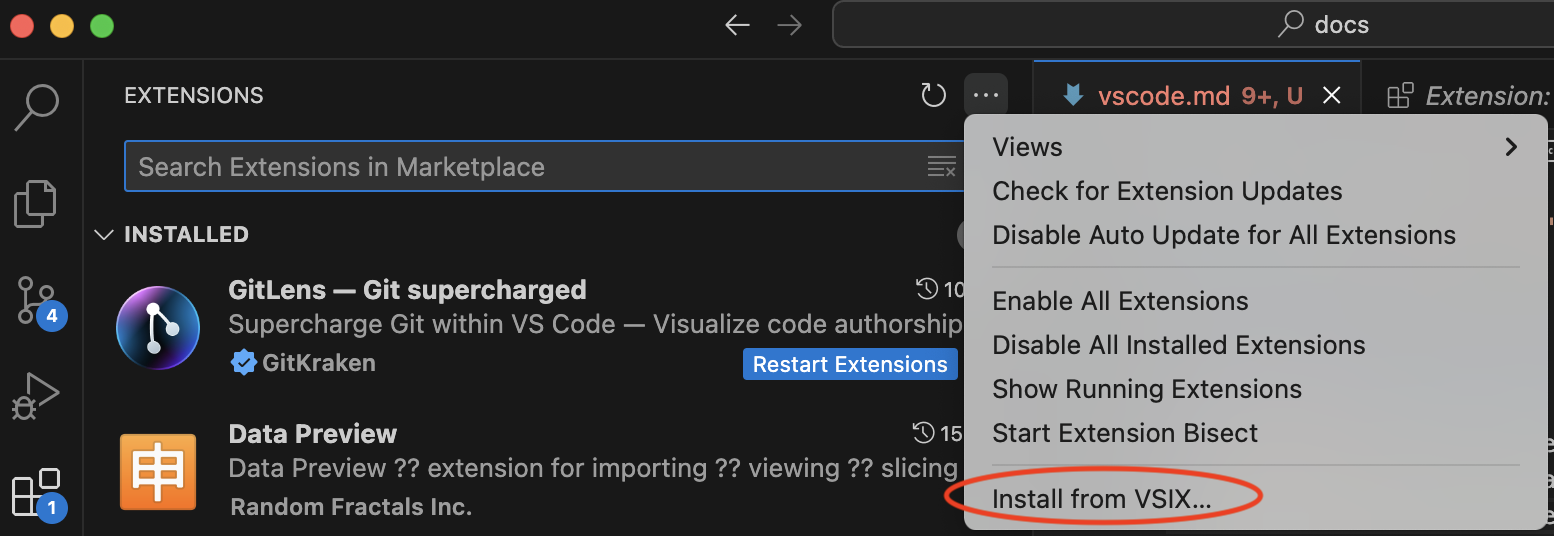 docs
EXTENSIONS
vscode.md 9+, U
Extension:
Search Extensions in Marketplace
INSTALLED
GitLens — Git supercharged
10
Supercharge Git within VS Code — Visualize code authorship
GitKraken
Restart Extensions
Data Preview
15
Data Preview ?? extension for importing ?? viewing ?? slicing
Random Fractals Inc.
4
1
申
Views
Check for Extension Updates
Disable Auto Update for All Extensions
Enable All Extensions
Disable All Installed Extensions
Show Running Extensions
Start Extension Bisect
Install from VSIX...